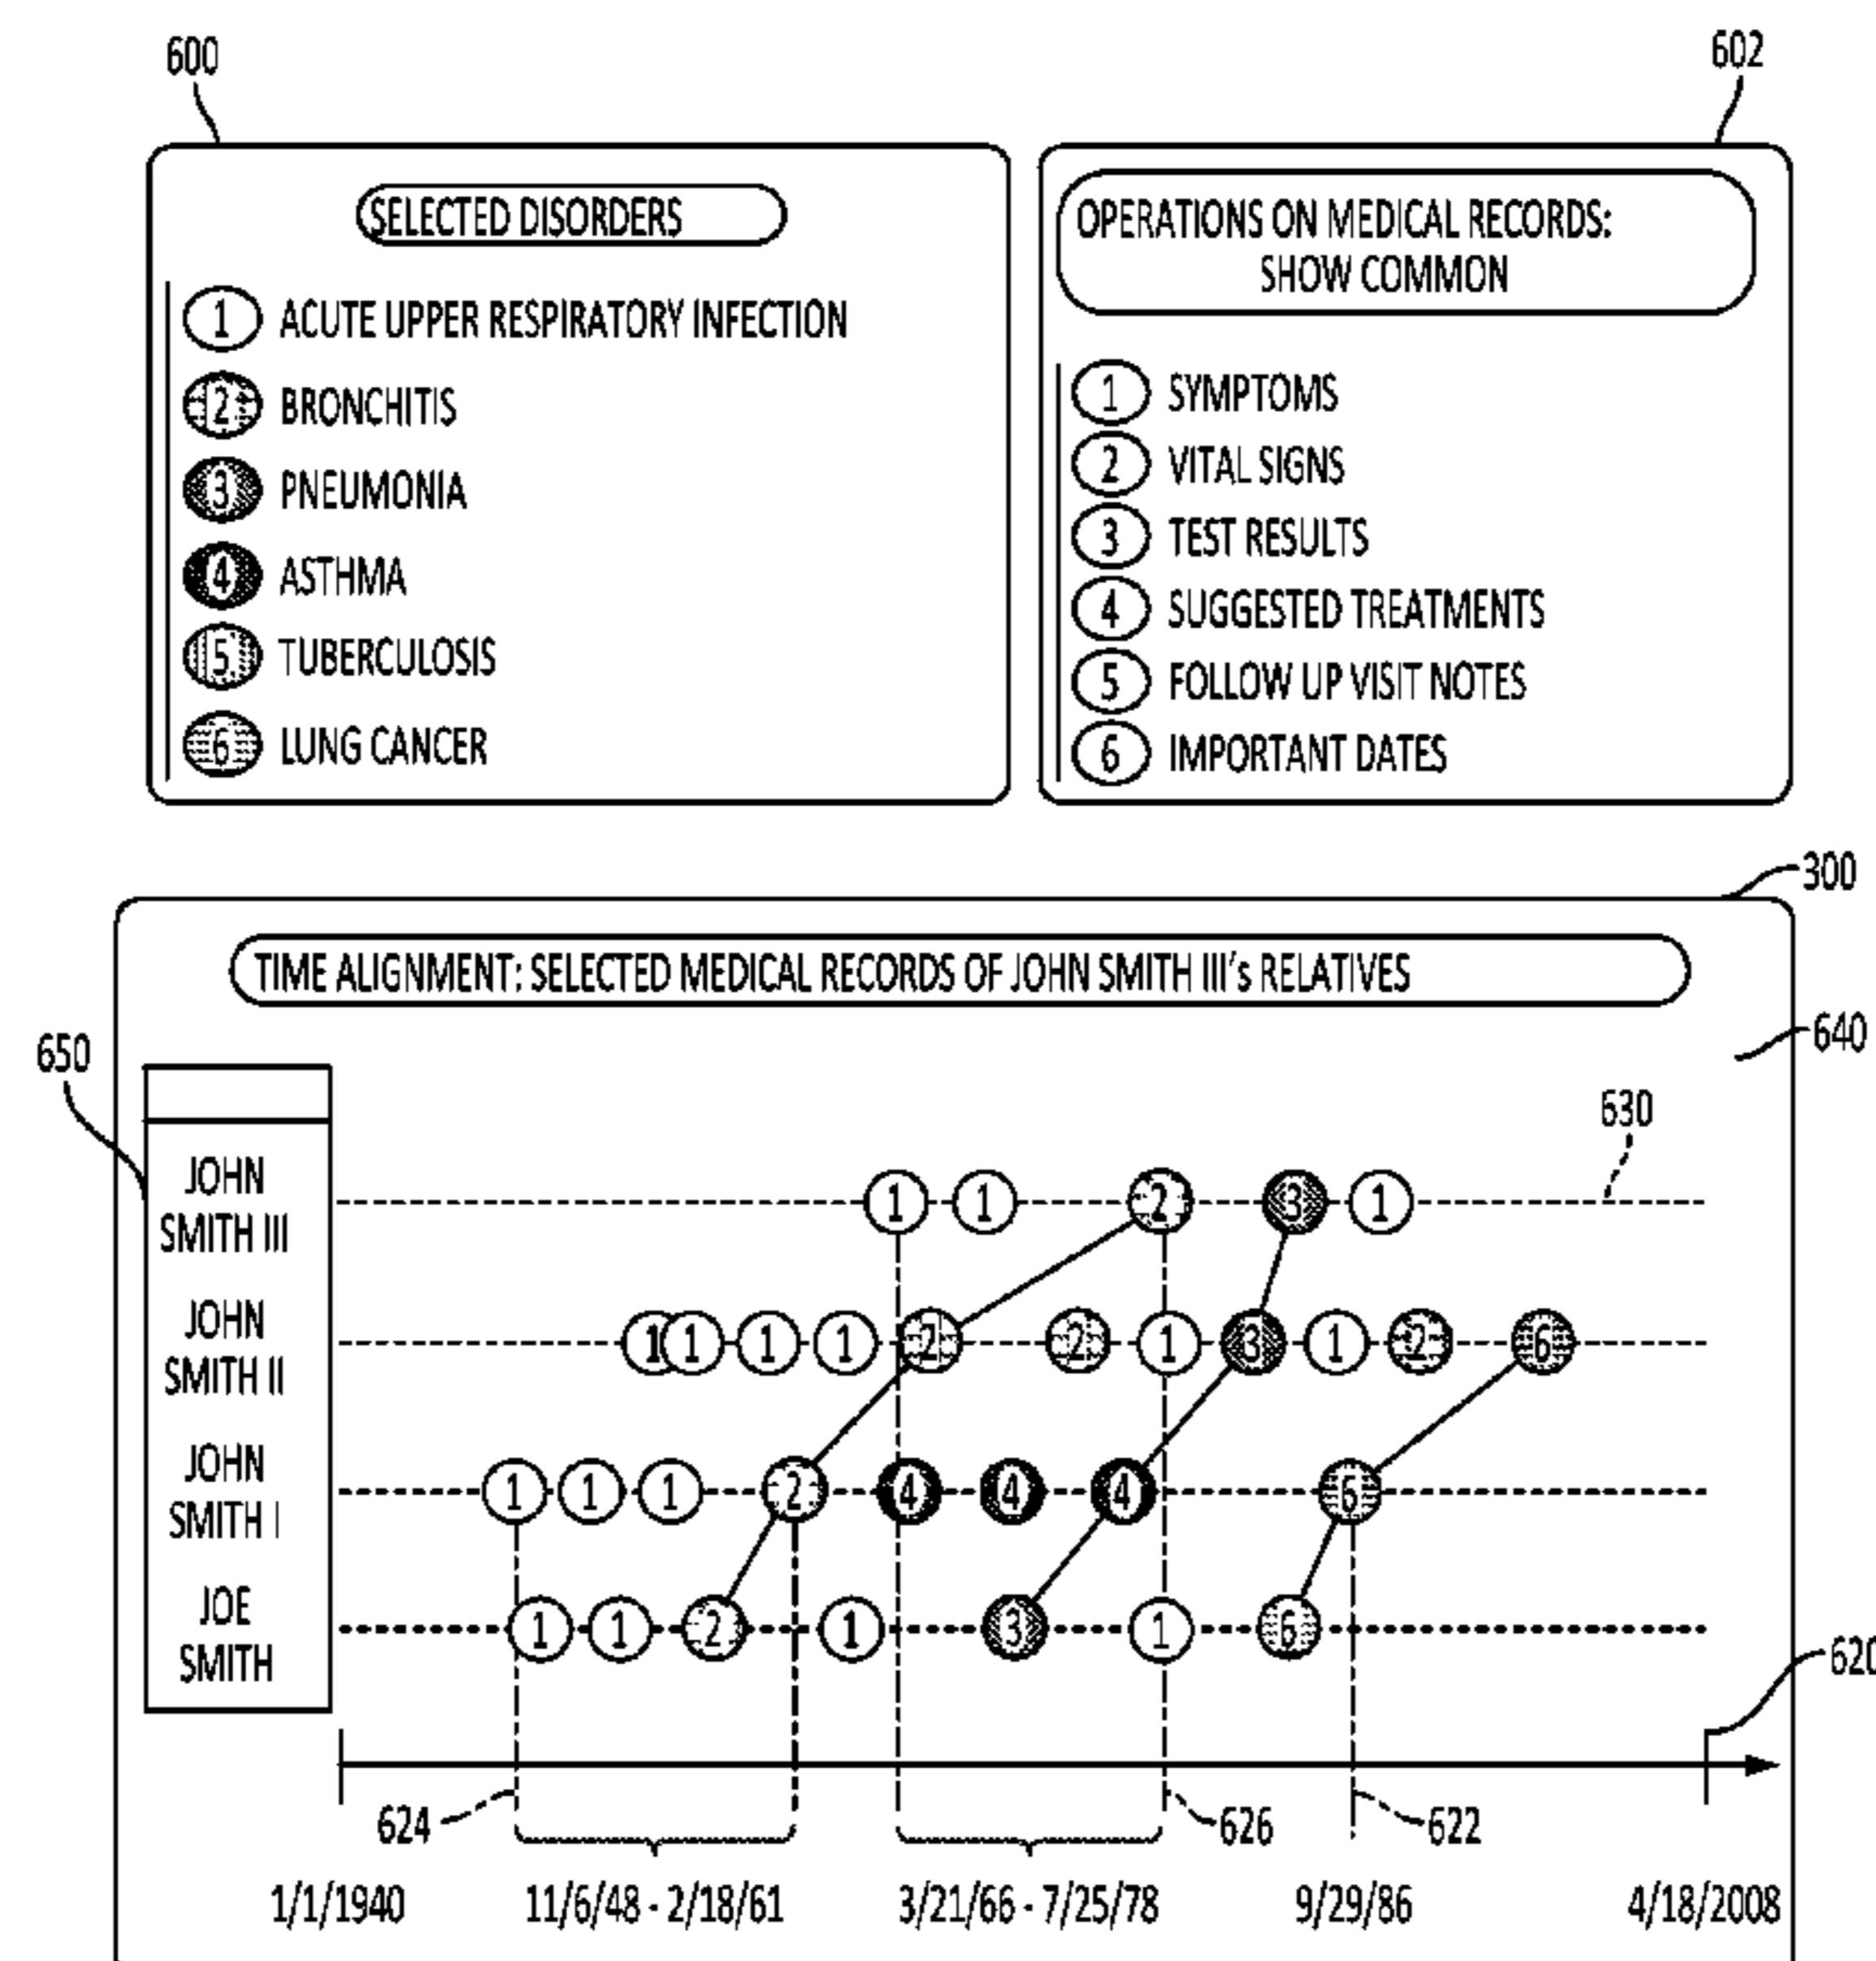 600
602
SELECTED DISORDERS
1 ACUTE UPPER RESPIRATORY INFECTION
2 BRONCHITIS
3 PNEUMONIA
4 ASTHMA
5 TUBERCULOSIS
6 LUNG CANCER
OPERATIONS ON MEDICAL RECORDS:
SHOW COMMON
1 SYMPTOMS
2 VITAL SIGNS
3 TEST RESULTS
4 SUGGESTED TREATMENTS
5 FOLLOW UP VISIT NOTES
6 IMPORTANT DATES
300
TIME ALIGNMENT: SELECTED MEDICAL RECORDS OF JOHN SMITH III's RELATIVES
640
650
630
JOHN
SMITH III
1 1 2 3 1
JOHN
SMITH II
1 1 1 1 2 2 1 3 1 2 6
JOHN
SMITH I
1 1 1 2 4 4 4 6
JOE
SMITH
1 1 2 1 3 1 6
620
624
626
622
1/1/1940
11/6/48 - 2/18/61
3/21/66 - 7/25/78
9/29/86
4/18/2008